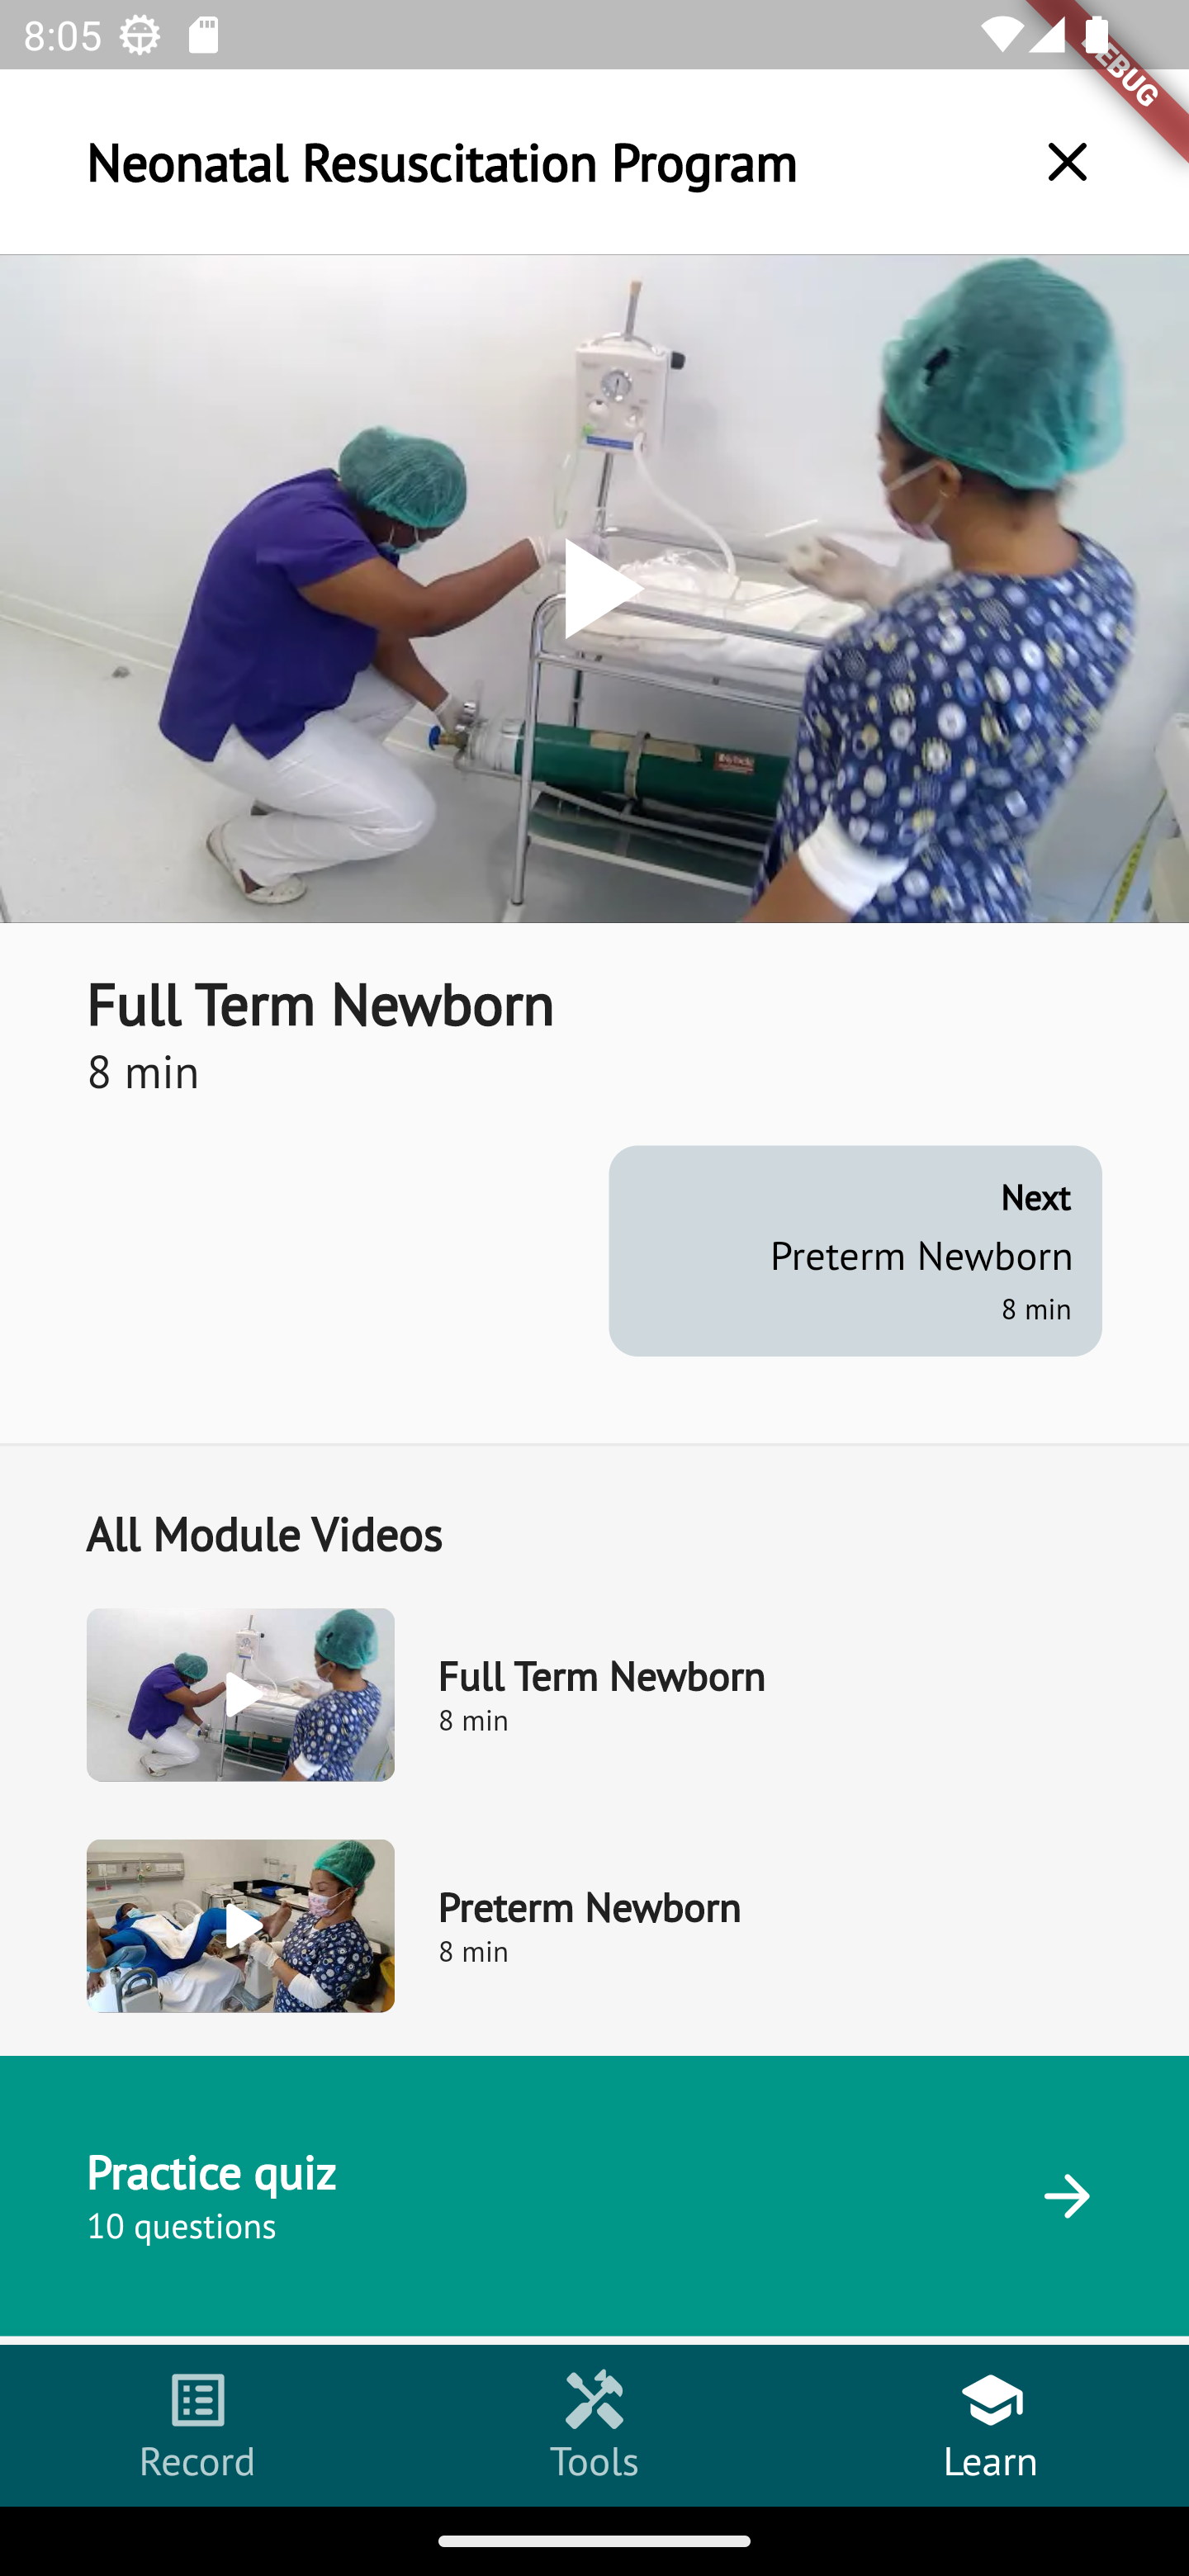 8:05
DEBUG
Neonatal Resuscitation Program
Full Term Newborn
8 min
Next
Preterm Newborn
8 min
All Module Videos
Full Term Newborn
8 min
Preterm Newborn
8 min
Practice quiz
10 questions
Record
Tools
Learn